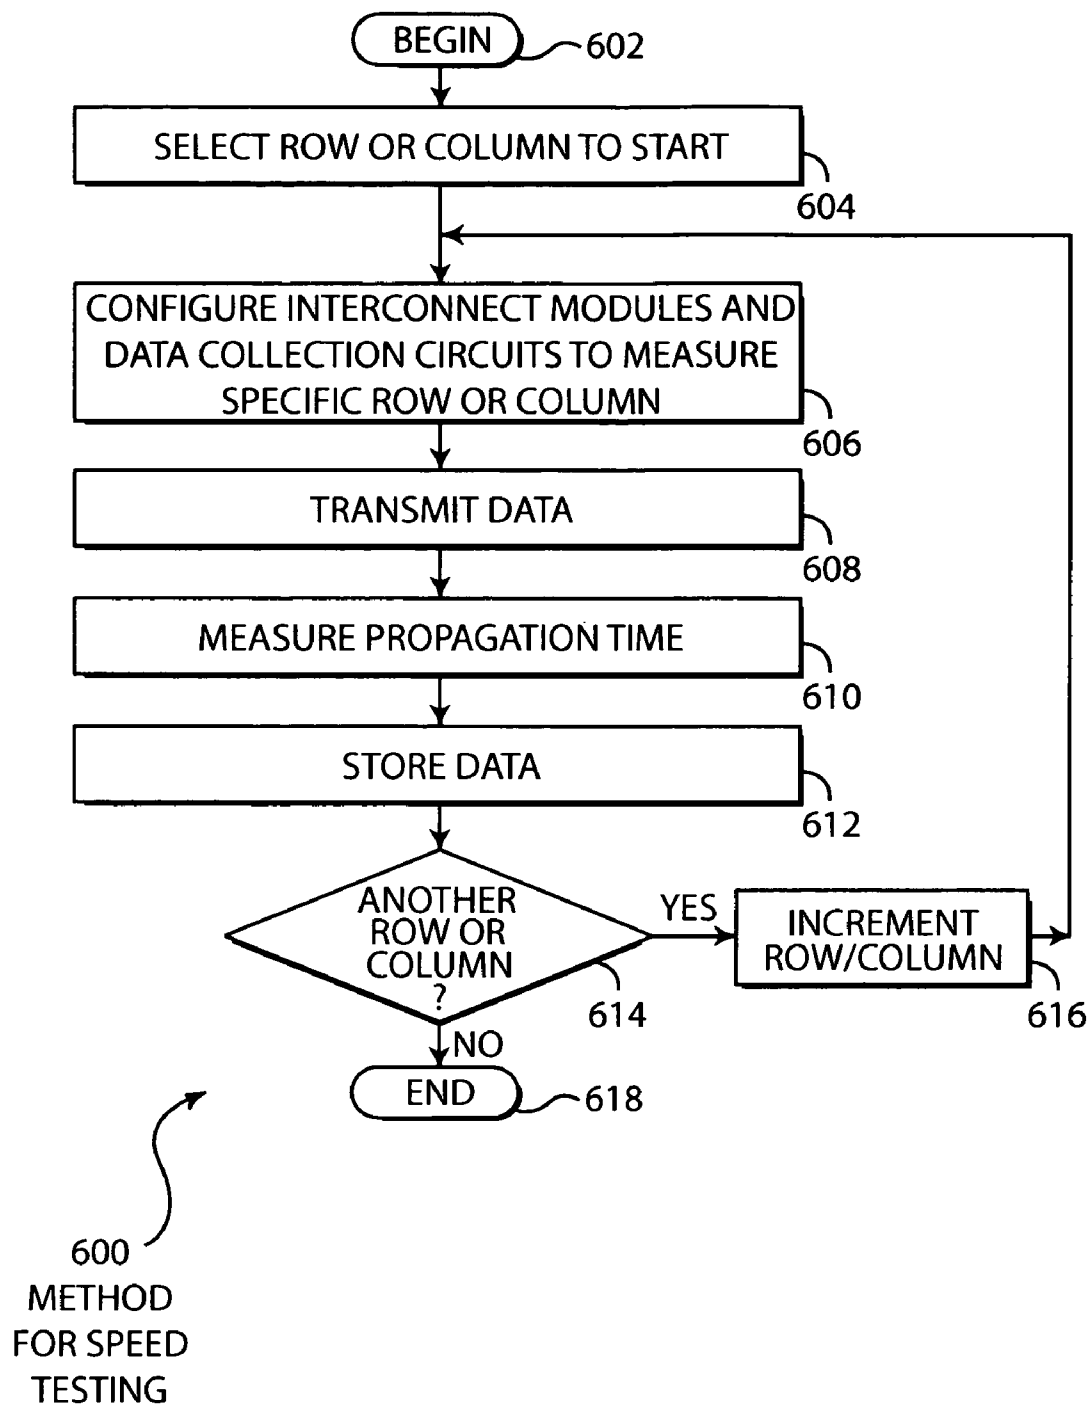 BEGIN
602
SELECT ROW OR COLUMN TO START
604
CONFIGURE INTERCONNECT MODULES AND
DATA COLLECTION CIRCUITS TO MEASURE
SPECIFIC ROW OR COLUMN
606
TRANSMIT DATA
608
MEASURE PROPAGATION TIME
610
STORE DATA
612
ANOTHER
ROW OR
COLUMN
?
614
YES
INCREMENT
ROW/COLUMN
616
NO
END
618
600
METHOD
FOR SPEED
TESTING